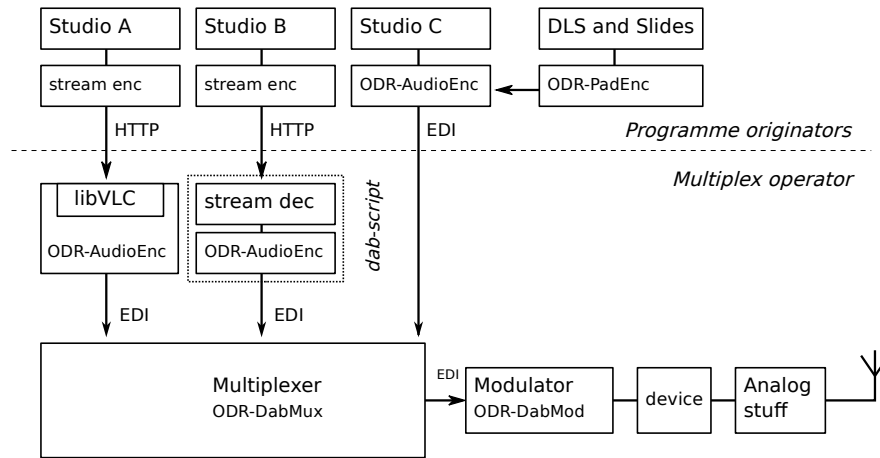 Studio A
Studio B
Studio C
DLS and Slides
stream enc
stream enc
ODR-AudioEnc
ODR-PadEnc
HTTP
HTTP
EDI
Programme originators
Multiplex operator
libVLC
ODR-AudioEnc
stream dec
ODR-AudioEnc
dab-script
EDI
EDI
Multiplexer
ODR-DabMux
EDI
Modulator
ODR-DabMod
device
Analog
stuff